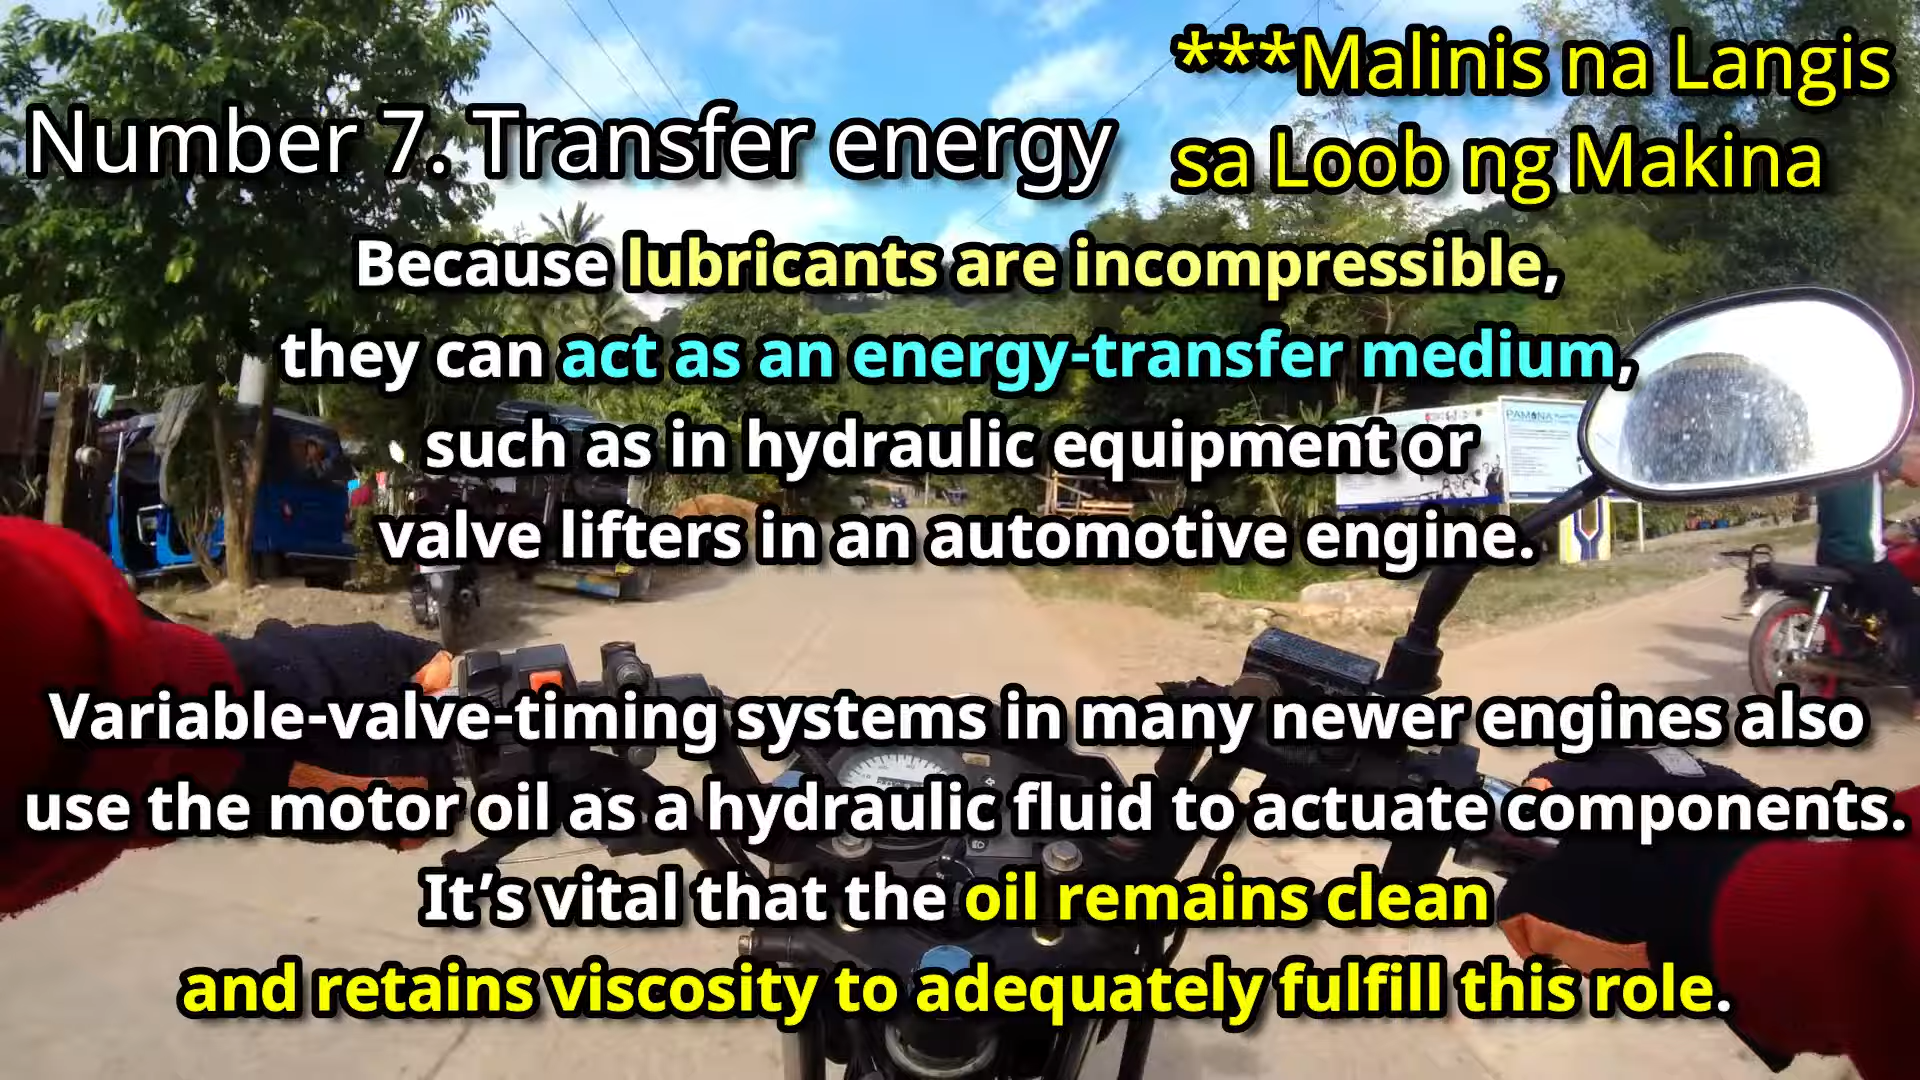 ***Malinis na Langis
sa Loob ng Makina
Number 7. Transfer energy
Because lubricants are incompressible,
they can act as an energy-transfer medium,
such as in hydraulic equipment or
valve lifters in an automotive engine.
PAMANA
Variable-valve-timing systems in many newer engines also
use the motor oil as a hydraulic fluid to actuate components.
It’s vital that the oil remains clean
and retains viscosity to adequately fulfill this role.